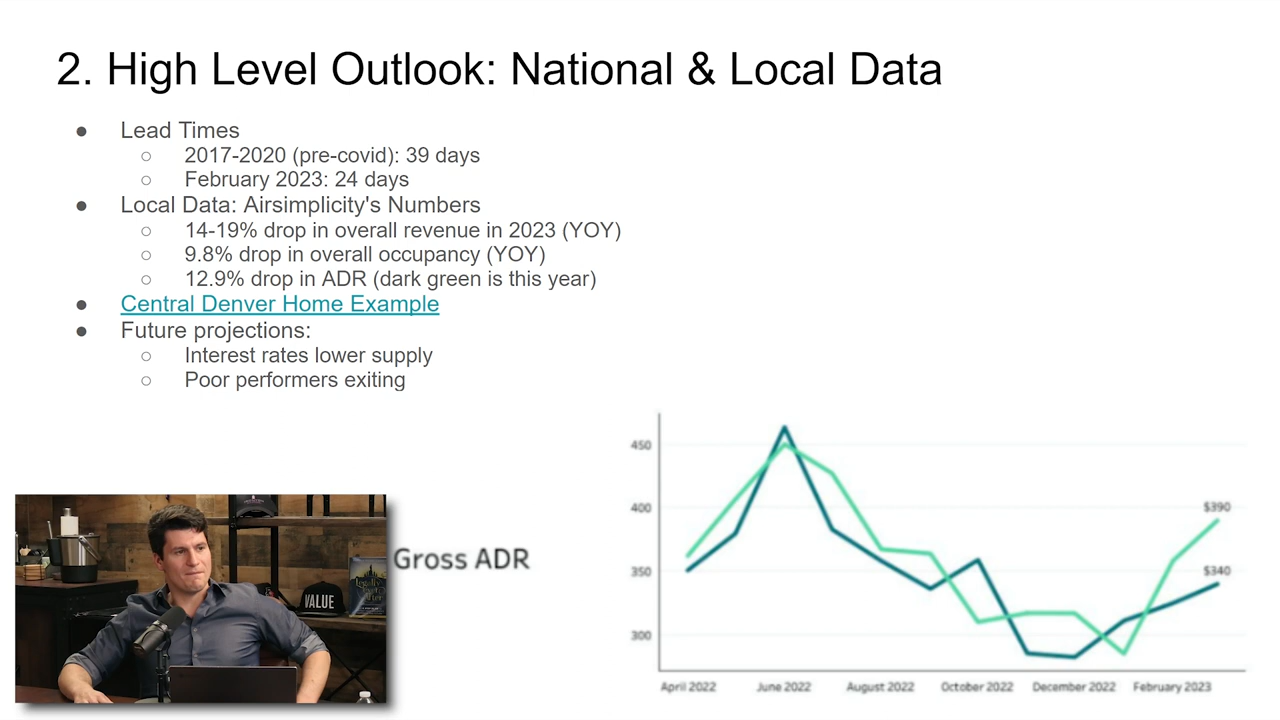 2. High Level Outlook: National & Local Data
● Lead Times
○ 2017-2020 (pre-covid): 39 days
○ February 2023: 24 days
● Local Data: Airsimplicity's Numbers
○ 14-19% drop in overall revenue in 2023 (YOY)
○ 9.8% drop in overall occupancy (YOY)
○ 12.9% drop in ADR (dark green is this year)
● Central Denver Home Example
● Future projections:
○ Interest rates lower supply
○ Poor performers exiting
Gross ADR
VALUE
450
400
350
300
$390
$340
April 2022
June 2022
August 2022
October 2022
December 2022
February 2023